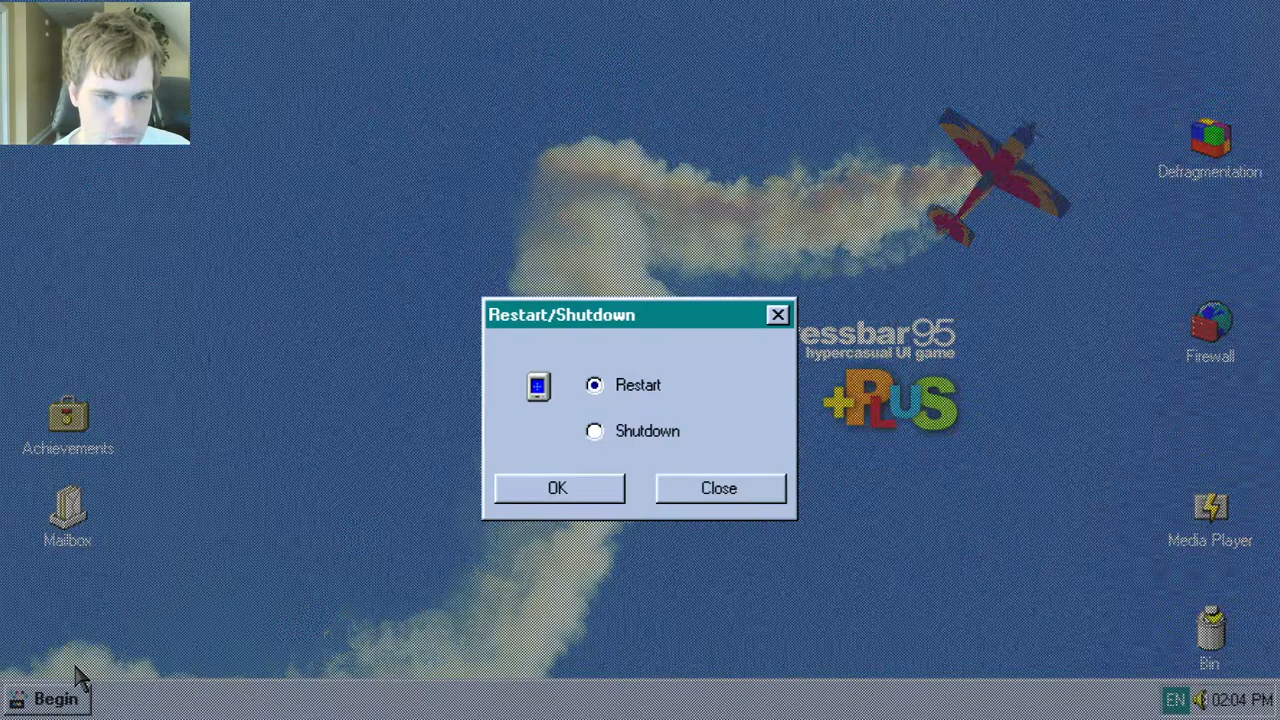 Defragmentation
Restart/Shutdown
essbar95
hypercasual UI game
Firewall
Restart
PLUS
Achievements
Shutdown
OK
Close
Mailbox
Media Player
Bin
Begin
EN
02:04 PM